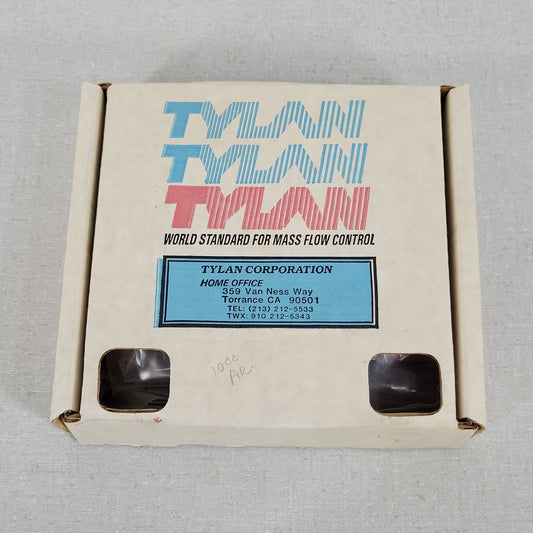 TYLAN
TYLAN
TYLAN
WORLD STANDARD FOR MASS FLOW CONTROL
TYLAN CORPORATION
HOME OFFICE
359 Van Ness Way
Torrance CA 90501
TEL: (213) 212-5533
TWX: 910 212-5343
10cc
AR.